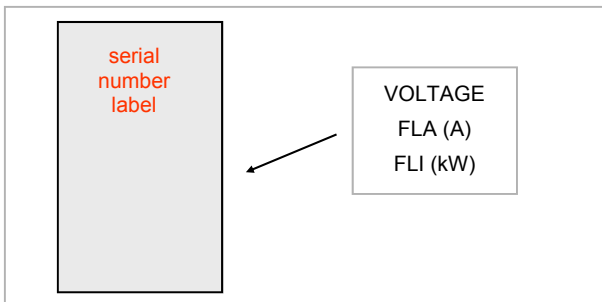 serial
number
label
VOLTAGE
FLA (A)
FLI (kW)